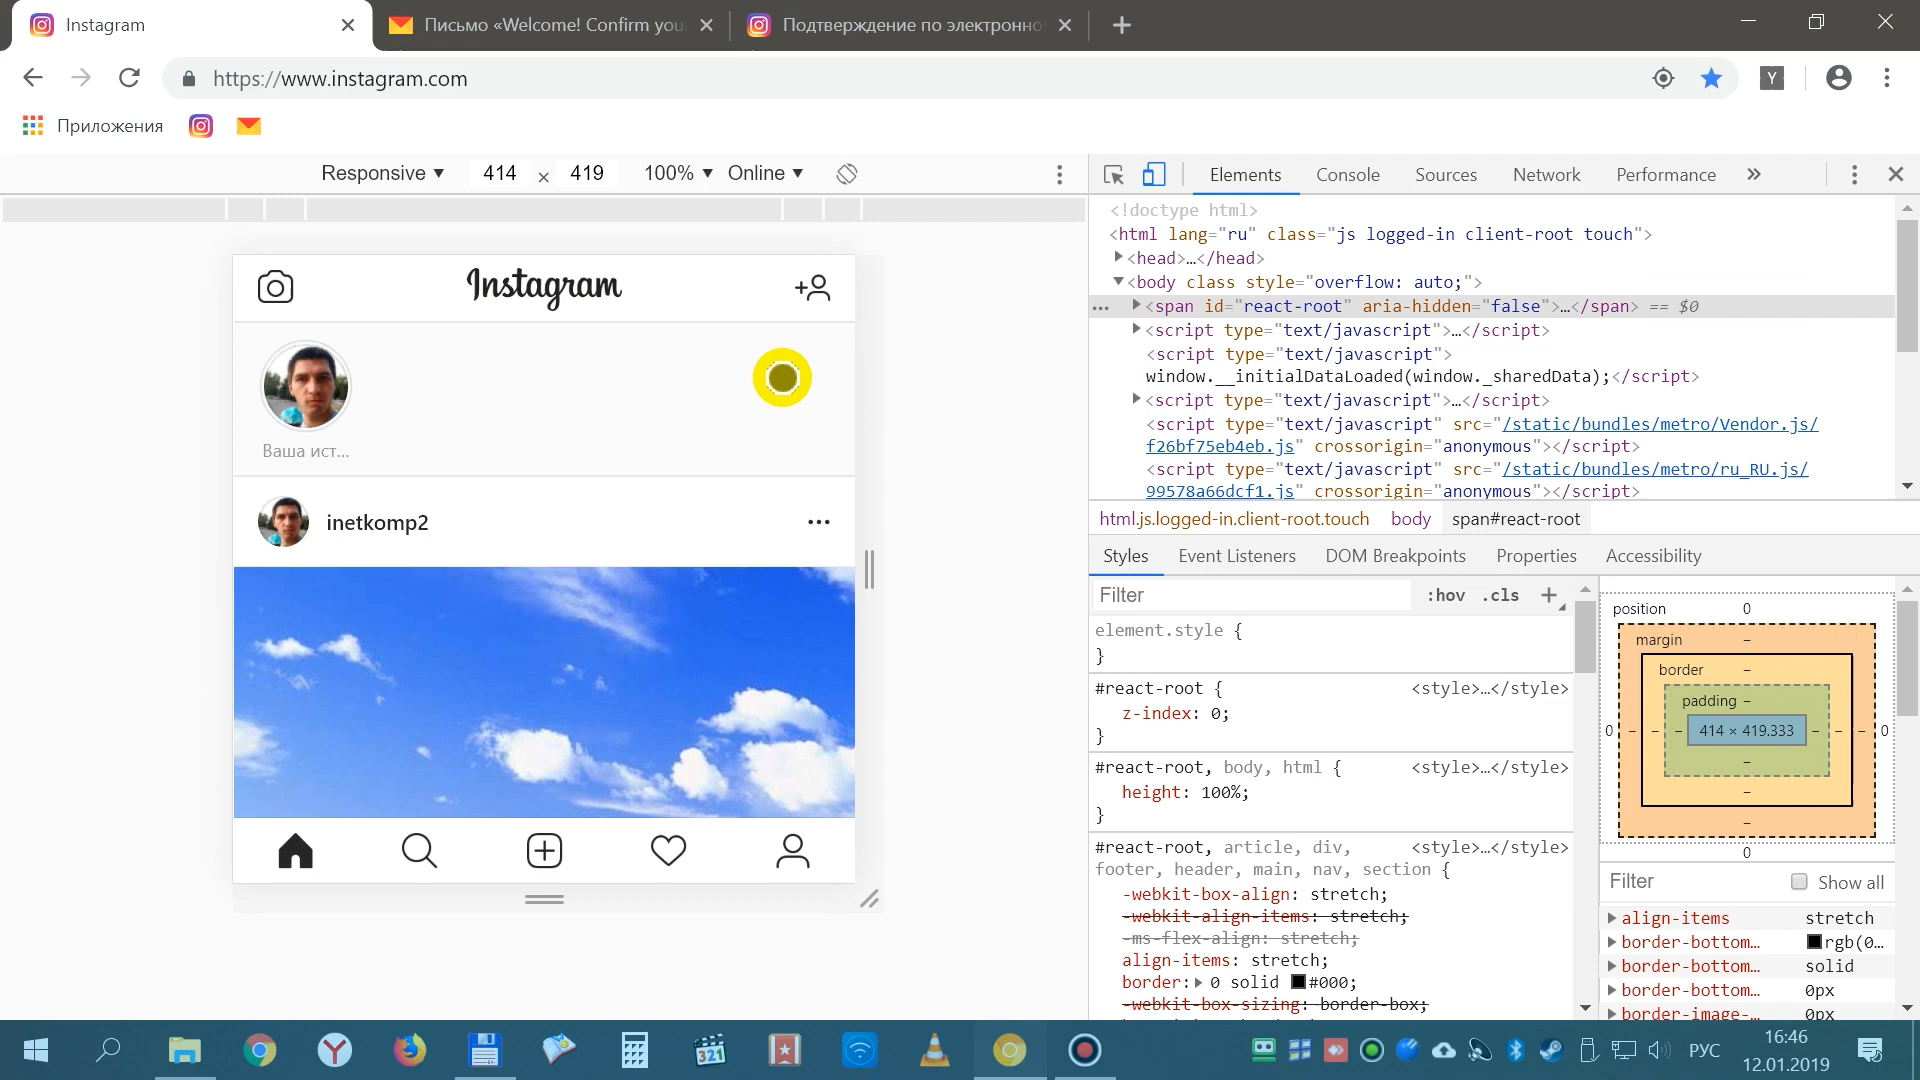 Instagram
Письмо «Welcome! Confirm you
Подтверждение по электронно
https://www.instagram.com
Y
Приложения
Responsive ▼ 414 × 419 100% ▼ Online ▼
Elements Console Sources Network Performance »
Instagram
Ваша ист...
inetkomp2
<!doctype html>
<html lang="ru" class="js logged-in client-root touch">
<head>…</head>
<body class style="overflow: auto;">
<span id="react-root" aria-hidden="false">…</span> == $0
<script type="text/javascript">…</script>
<script type="text/javascript">
window.__initialDataLoaded(window._sharedData);</script>
<script type="text/javascript">…</script>
<script type="text/javascript" src="/static/bundles/metro/Vendor.js/
f26bf75eb4eb.js" crossorigin="anonymous"></script>
<script type="text/javascript" src="/static/bundles/metro/ru_RU.js/
99578a66dcf1.js" crossorigin="anonymous"></script>
html.js.logged-in.client-root.touch body span#react-root
Styles Event Listeners DOM Breakpoints Properties Accessibility
Filter :hov .cls +
element.style {
}
#react-root { <style>…</style>
z-index: 0;
}
#react-root, body, html { <style>…</style>
height: 100%;
}
#react-root, article, div, <style>…</style>
footer, header, main, nav, section {
-webkit-box-align: stretch;
-webkit-align-items: stretch;
-ms-flex-align: stretch;
align-items: stretch;
border: 0 solid #000;
-webkit-box-sizing: border-box;
position 0
margin –
border –
padding –
0 – – – 414 × 419.333 – – – 0
–
–
–
0
Filter Show all
align-items stretch
border-bottom… rgb(0…
border-bottom… solid
border-bottom… 0px
border-image-… 0px
321
РУС
16:46
12.01.2019